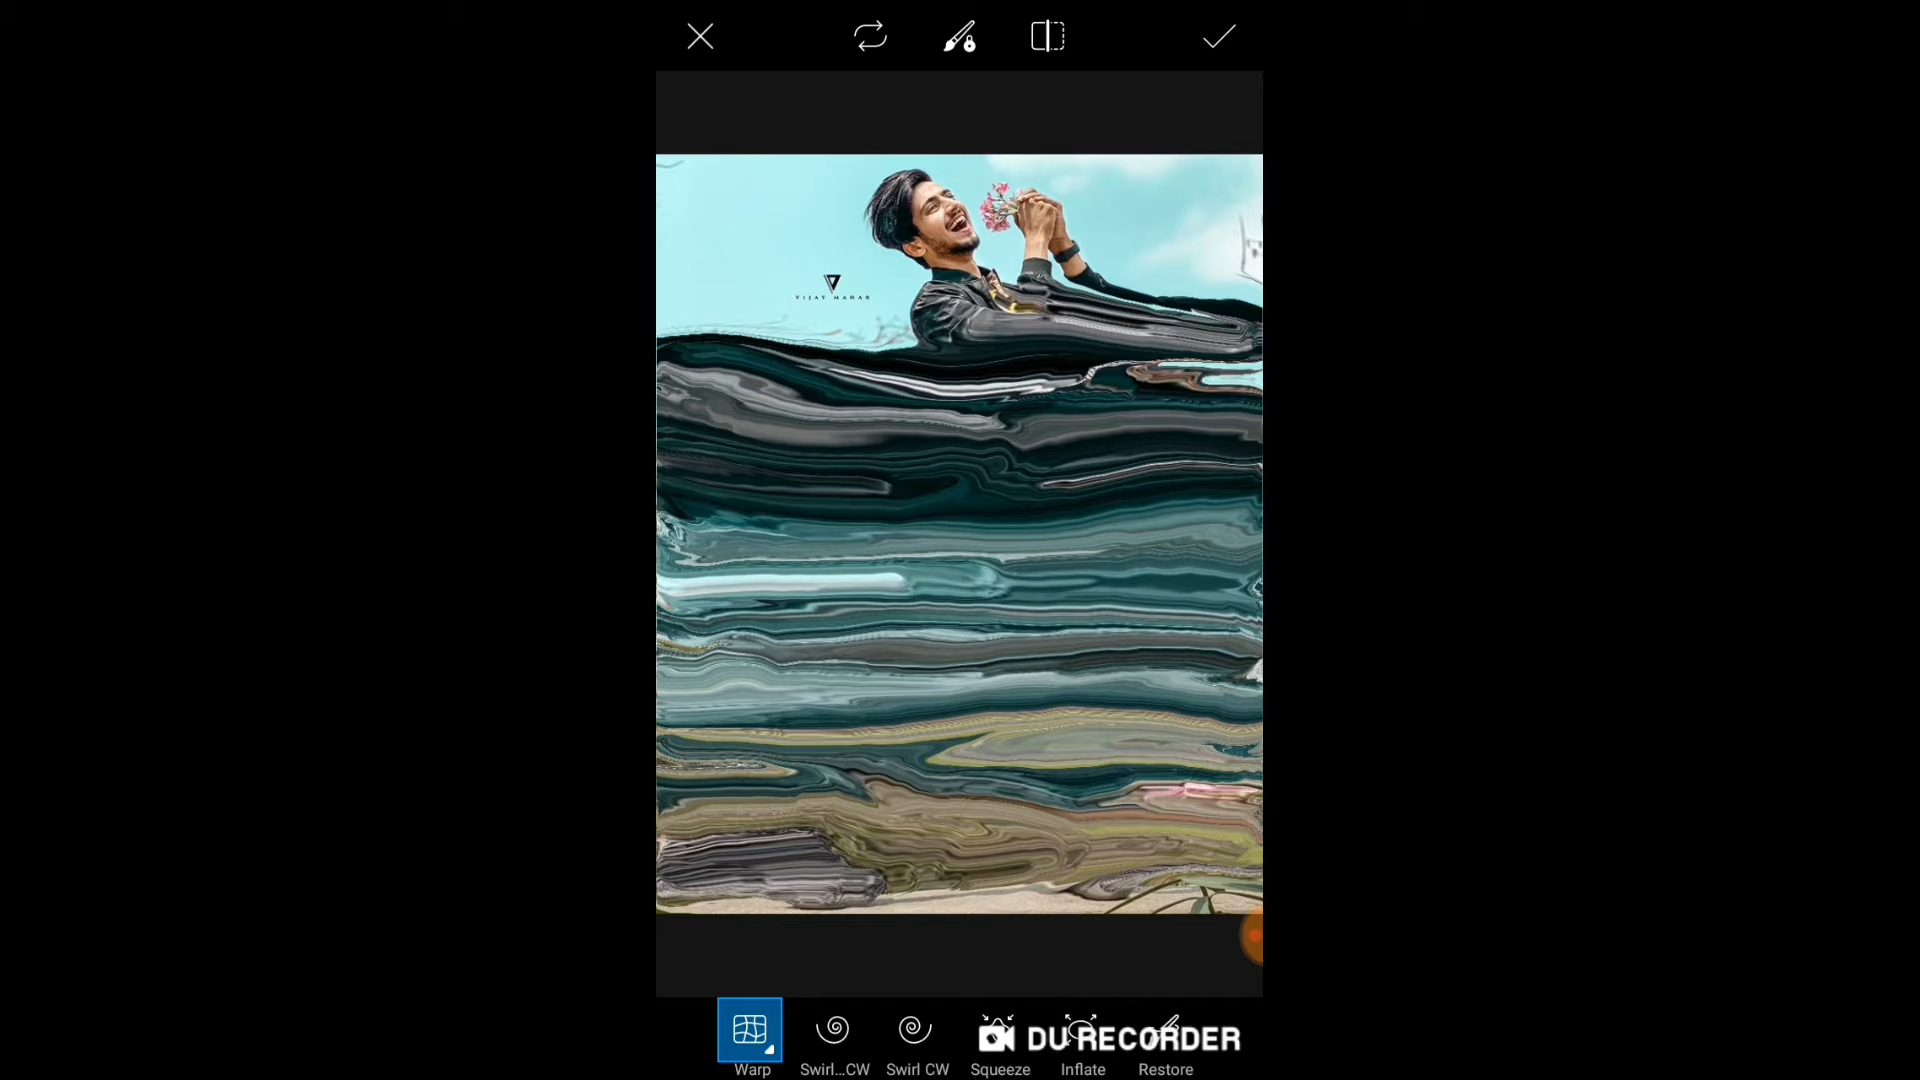 VIJAY MAHAR
DU RECORDER
Warp
Swirl...CW
Swirl CW
Squeeze
Inflate
Restore